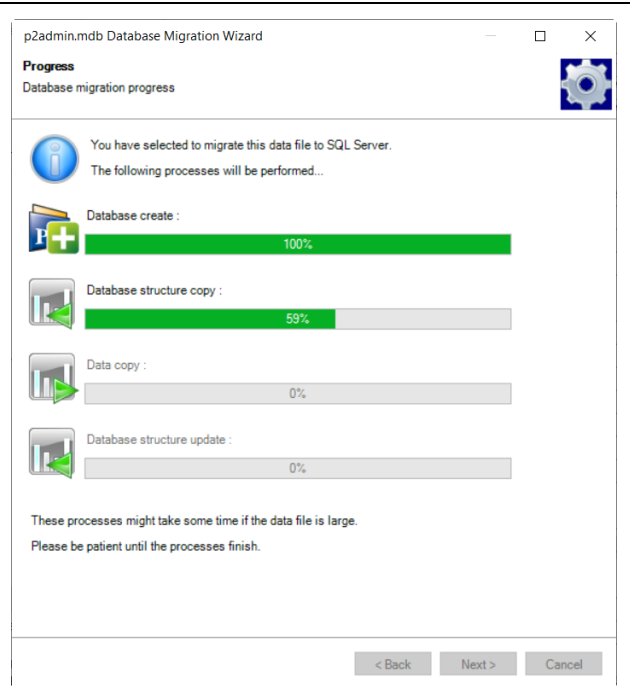 p2admin.mdb Database Migration Wizard
Progress
Database migration progress
You have selected to migrate this data file to SQL Server.
The following processes will be performed...
Database create :
P
100%
Database structure copy :
59%
Data copy :
0%
Database structure update :
0%
These processes might take some time if the data file is large.
Please be patient until the processes finish.
< Back Next > Cancel